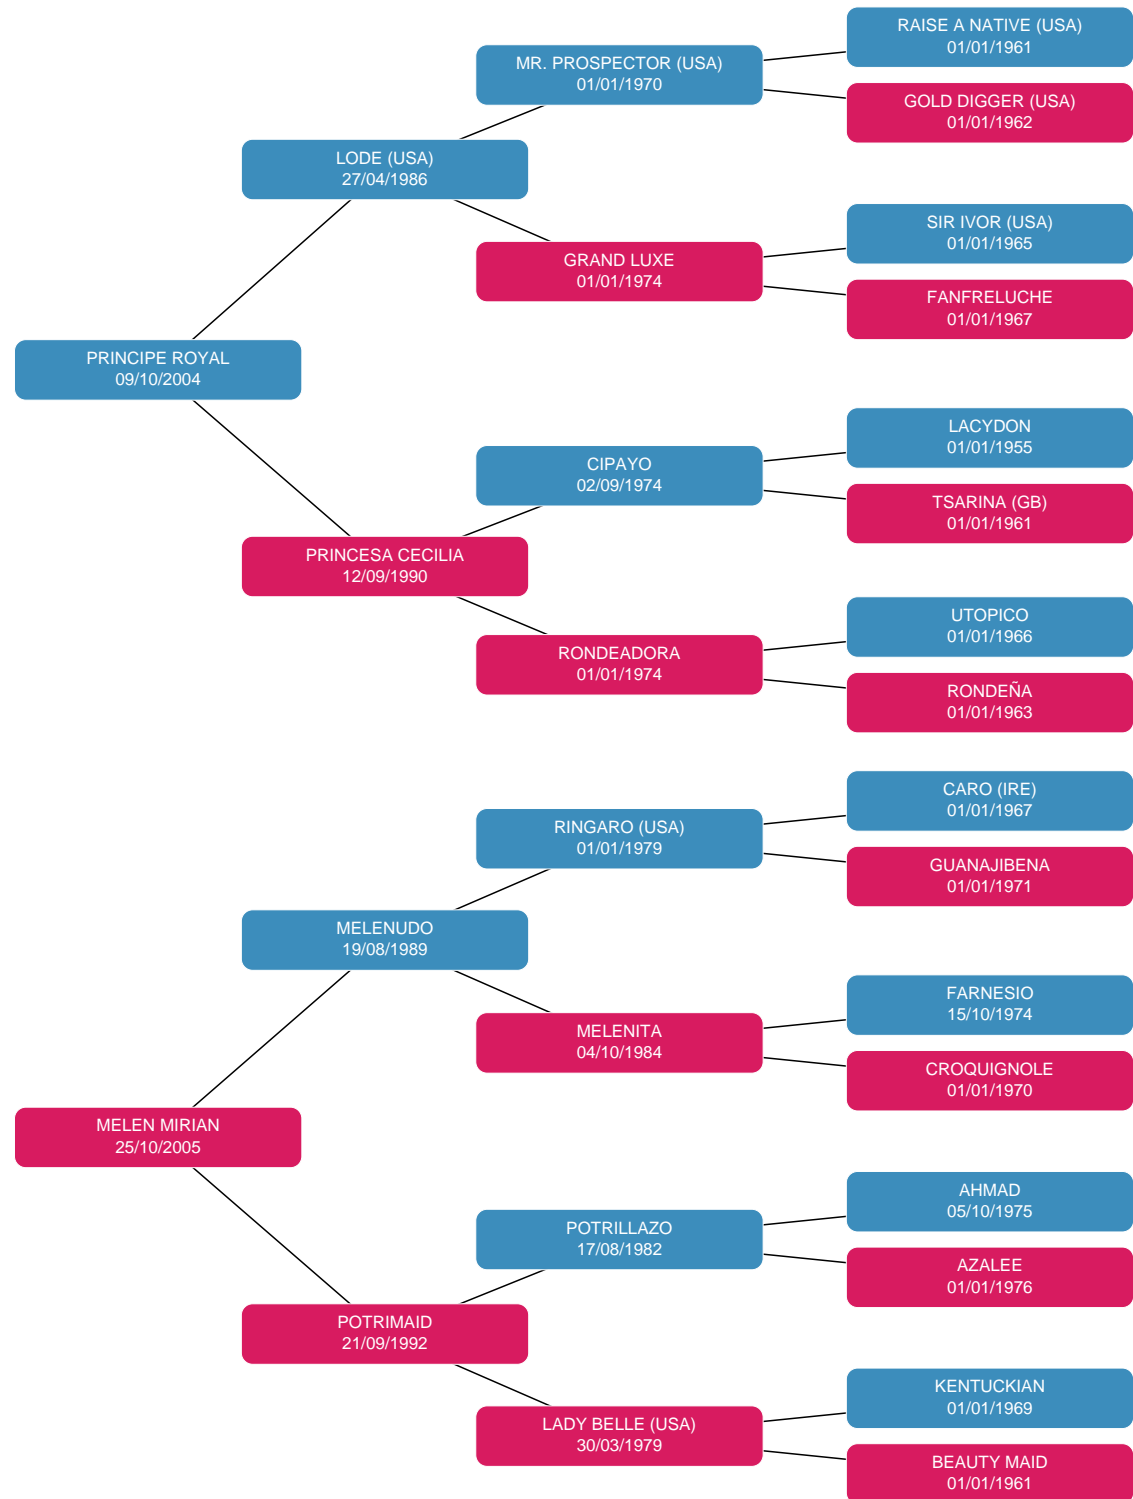 RAISE A NATIVE (USA)
01/01/1961
MR. PROSPECTOR (USA)
01/01/1970
GOLD DIGGER (USA)
01/01/1962
LODE (USA)
27/04/1986
SIR IVOR (USA)
01/01/1965
GRAND LUXE
01/01/1974
FANFRELUCHE
01/01/1967
PRINCIPE ROYAL
09/10/2004
LACYDON
01/01/1955
CIPAYO
02/09/1974
TSARINA (GB)
01/01/1961
PRINCESA CECILIA
12/09/1990
UTOPICO
01/01/1966
RONDEADORA
01/01/1974
RONDEÑA
01/01/1963
CARO (IRE)
01/01/1967
RINGARO (USA)
01/01/1979
GUANAJIBENA
01/01/1971
MELENUDO
19/08/1989
FARNESIO
15/10/1974
MELENITA
04/10/1984
CROQUIGNOLE
01/01/1970
MELEN MIRIAN
25/10/2005
AHMAD
05/10/1975
POTRILLAZO
17/08/1982
AZALEE
01/01/1976
POTRIMAID
21/09/1992
KENTUCKIAN
01/01/1969
LADY BELLE (USA)
30/03/1979
BEAUTY MAID
01/01/1961